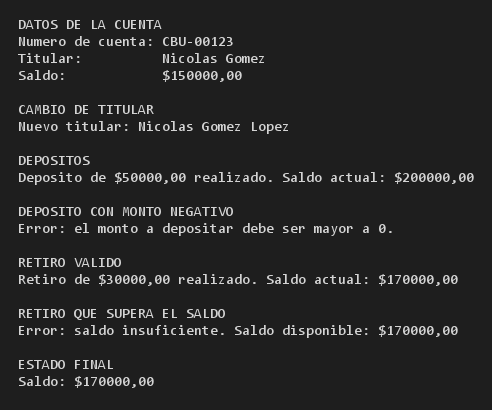 DATOS DE LA CUENTA
Numero de cuenta: CBU-00123
Titular:          Nicolas Gomez
Saldo:            $150000,00

CAMBIO DE TITULAR
Nuevo titular: Nicolas Gomez Lopez

DEPOSITOS
Deposito de $50000,00 realizado. Saldo actual: $200000,00

DEPOSITO CON MONTO NEGATIVO
Error: el monto a depositar debe ser mayor a 0.

RETIRO VALIDO
Retiro de $30000,00 realizado. Saldo actual: $170000,00

RETIRO QUE SUPERA EL SALDO
Error: saldo insuficiente. Saldo disponible: $170000,00

ESTADO FINAL
Saldo: $170000,00